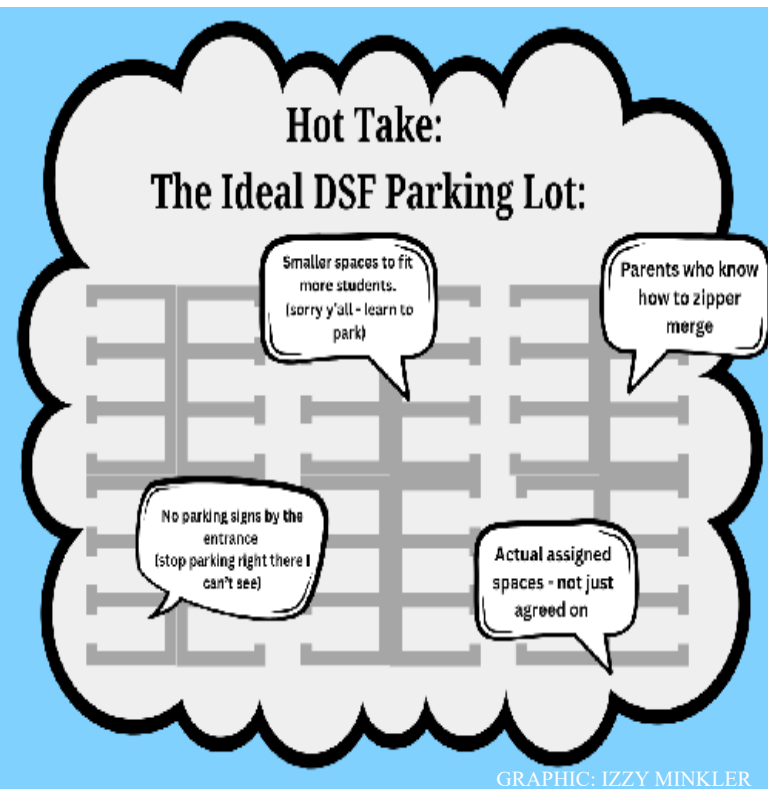 Hot Take:
The Ideal DSF Parking Lot:
Smaller spaces to fit
more students.
(sorry y'all - learn to
park)
Parents who know
how to zipper
merge
No parking signs by the
entrance
(stop parking right there I
can't see)
Actual assigned
spaces - not just
agreed on
GRAPHIC: IZZY MINKLER